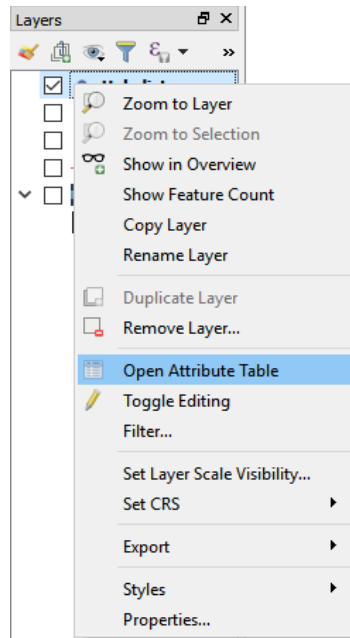 Layers
Zoom to Layer
Zoom to Selection
Show in Overview
Show Feature Count
Copy Layer
Rename Layer
Duplicate Layer
Remove Layer...
Open Attribute Table
Toggle Editing
Filter...
Set Layer Scale Visibility...
Set CRS
Export
Styles
Properties...